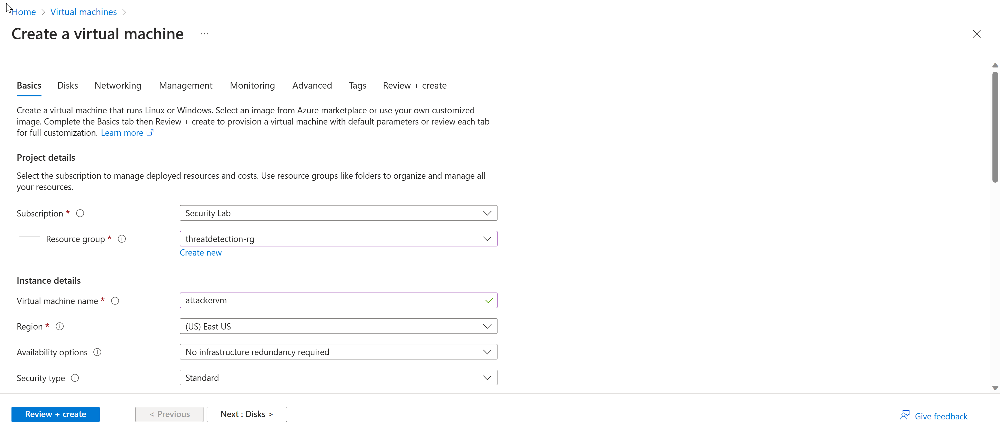 Home > Virtual machines >
Create a virtual machine ...
Basics Disks Networking Management Monitoring Advanced Tags Review + create
Create a virtual machine that runs Linux or Windows. Select an image from Azure marketplace or use your own customized
image. Complete the Basics tab then Review + create to provision a virtual machine with default parameters or review each tab
for full customization. Learn more
Project details
Select the subscription to manage deployed resources and costs. Use resource groups like folders to organize and manage all
your resources.
Subscription * Security Lab
Resource group * threatdetection-rg
Create new
Instance details
Virtual machine name * attackervm
Region * (US) East US
Availability options No infrastructure redundancy required
Security type Standard
Review + create < Previous Next : Disks > Give feedback